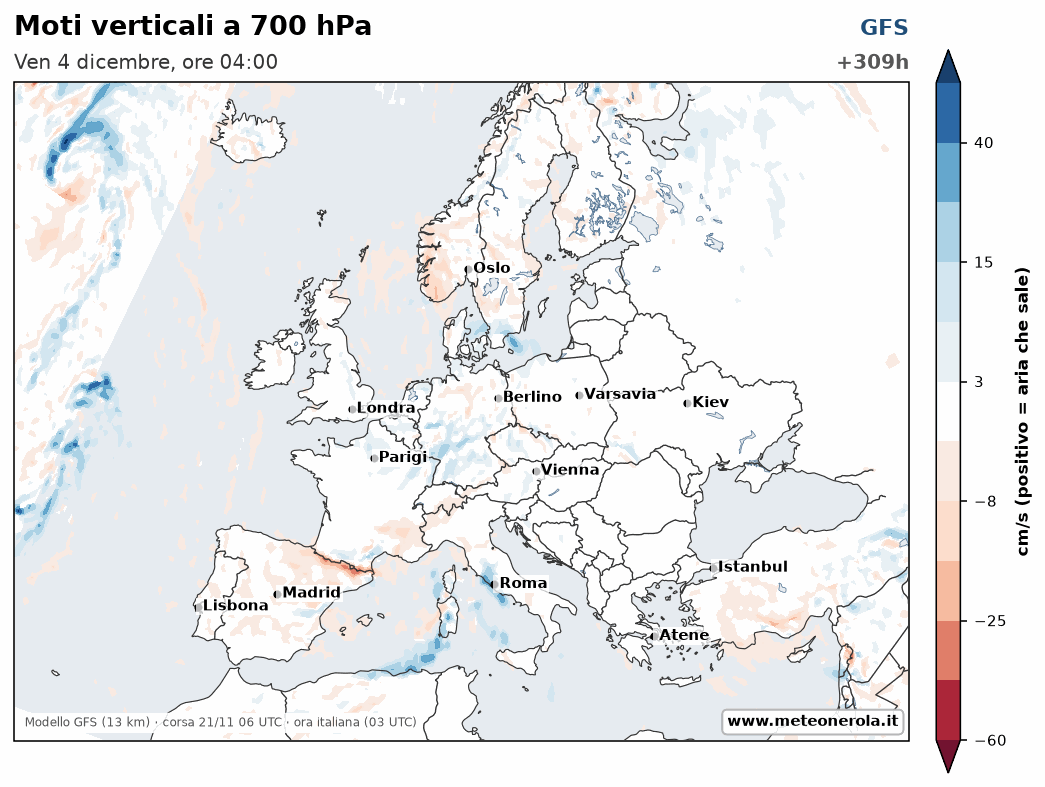 Moti verticali a 700 hPa
GFS
Ven 4 dicembre, ore 04:00
+309h
40
15
3
−8
−25
−60
cm/s (positivo = aria che sale)
Oslo
Londra
Berlino
Varsavia
Kiev
Parigi
Vienna
Istanbul
Roma
Madrid
Lisbona
Atene
Modello GFS (13 km) · corsa 21/11 06 UTC · ora italiana (03 UTC)
www.meteonerola.it